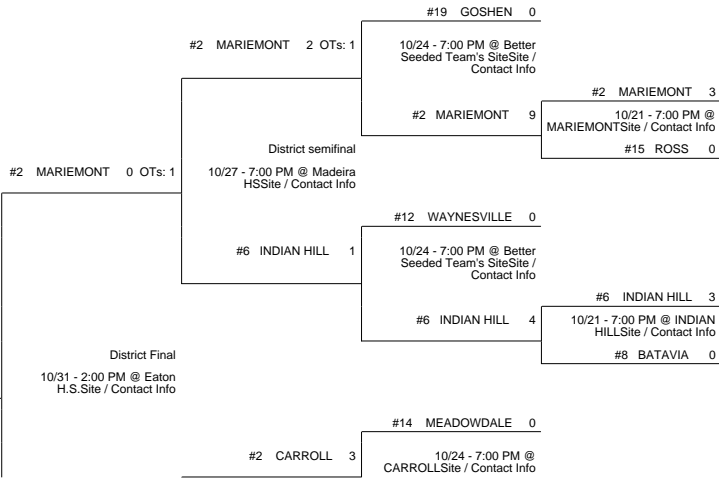 #19 GOSHEN 0
#2 MARIEMONT 2 OTs: 1
10/24 - 7:00 PM @ Better
Seeded Team's SiteSite /
Contact Info
#2 MARIEMONT 3
#2 MARIEMONT 9
10/21 - 7:00 PM @
MARIEMONTSite / Contact Info
#15 ROSS 0
District semifinal
#2 MARIEMONT 0 OTs: 1
10/27 - 7:00 PM @ Madeira
HSSite / Contact Info
#12 WAYNESVILLE 0
#6 INDIAN HILL 1
10/24 - 7:00 PM @ Better
Seeded Team's SiteSite /
Contact Info
#6 INDIAN HILL 3
#6 INDIAN HILL 4
10/21 - 7:00 PM @ INDIAN
HILLSite / Contact Info
#8 BATAVIA 0
District Final
10/31 - 2:00 PM @ Eaton
H.S.Site / Contact Info
#14 MEADOWDALE 0
#2 CARROLL 3
10/24 - 7:00 PM @
CARROLLSite / Contact Info